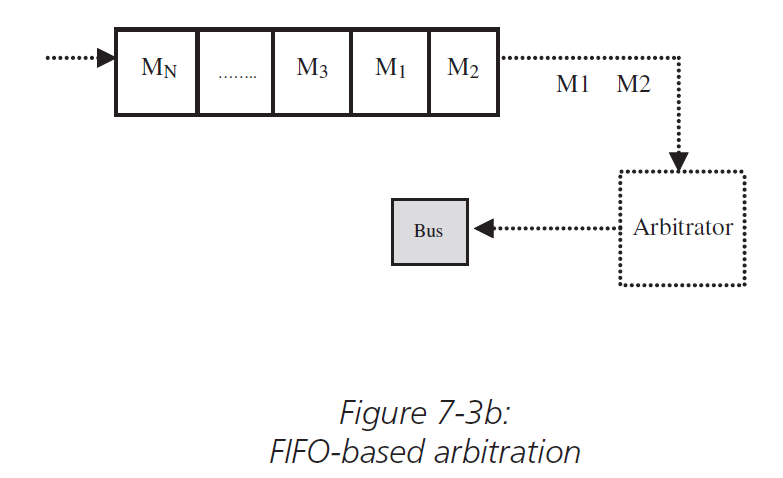 MN ........ M3 M1 M2
M1 M2
Bus
Arbitrator
Figure 7-3b:
FIFO-based arbitration